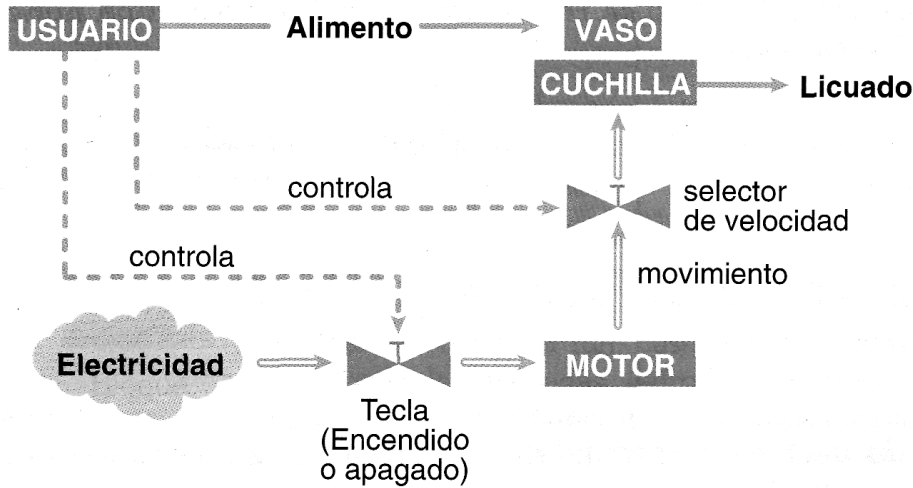 USUARIO
Alimento
VASO
CUCHILLA
Licuado
controla
selector
de velocidad
controla
movimiento
Electricidad
MOTOR
Tecla
(Encendido
o apagado)